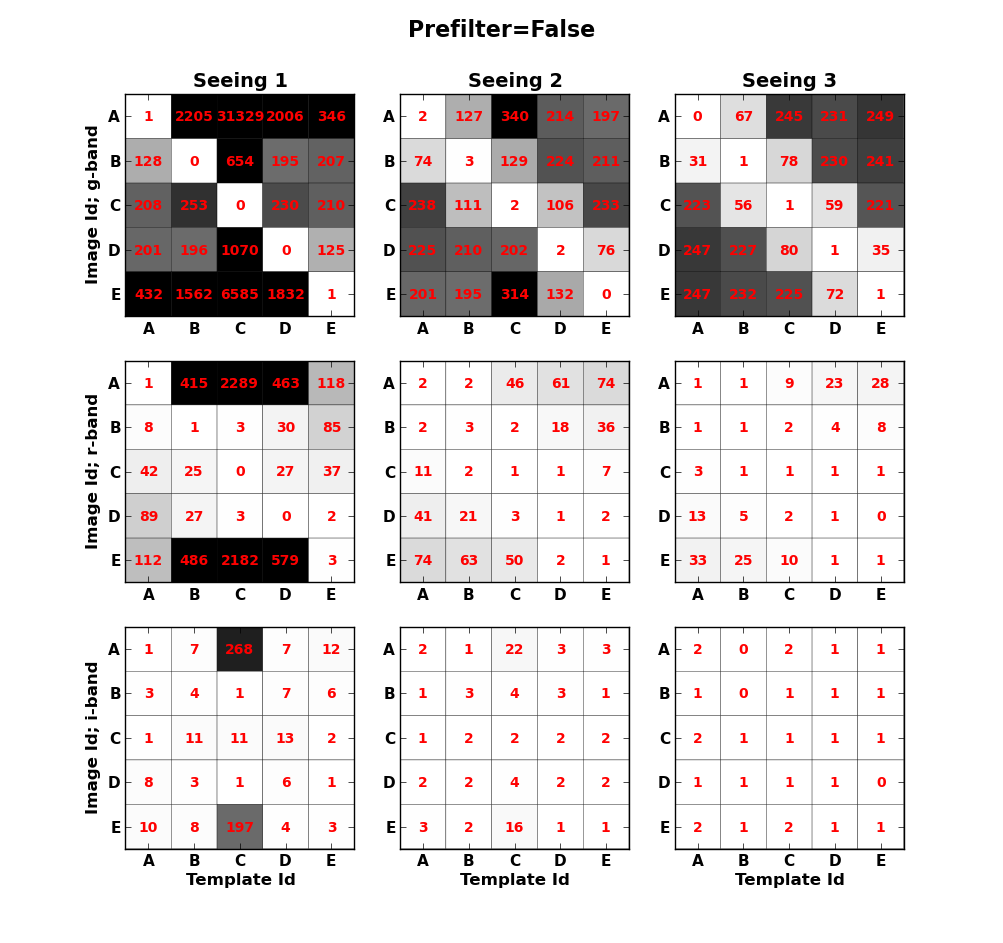 Prefilter=False
Seeing 1 Seeing 2 Seeing 3
Image Id; g-band
A 1 2205 31329 2006 346 A 2 127 340 214 197 A 0 67 245 231 249
B 128 0 654 195 207 B 74 3 129 224 211 B 31 1 78 230 241
C 208 253 0 230 210 C 238 111 2 106 233 C 223 56 1 59 221
D 201 196 1070 0 125 D 225 210 202 2 76 D 247 227 80 1 35
E 432 1562 6585 1832 1 E 201 195 314 132 0 E 247 232 225 72 1
A B C D E A B C D E A B C D E
Image Id; r-band
A 1 415 2289 463 118 A 2 2 46 61 74 A 1 1 9 23 28
B 8 1 3 30 85 B 2 3 2 18 36 B 1 1 2 4 8
C 42 25 0 27 37 C 11 2 1 1 7 C 3 1 1 1 1
D 89 27 3 0 2 D 41 21 3 1 2 D 13 5 2 1 0
E 112 486 2182 579 3 E 74 63 50 2 1 E 33 25 10 1 1
A B C D E A B C D E A B C D E
Image Id; i-band
A 1 7 268 7 12 A 2 1 22 3 3 A 2 0 2 1 1
B 3 4 1 7 6 B 1 3 4 3 1 B 1 0 1 1 1
C 1 11 11 13 2 C 1 2 2 2 2 C 2 1 1 1 1
D 8 3 1 6 1 D 2 2 4 2 2 D 1 1 1 1 0
E 10 8 197 4 3 E 3 2 16 1 1 E 2 1 2 1 1
A B C D E A B C D E A B C D E
Template Id Template Id Template Id